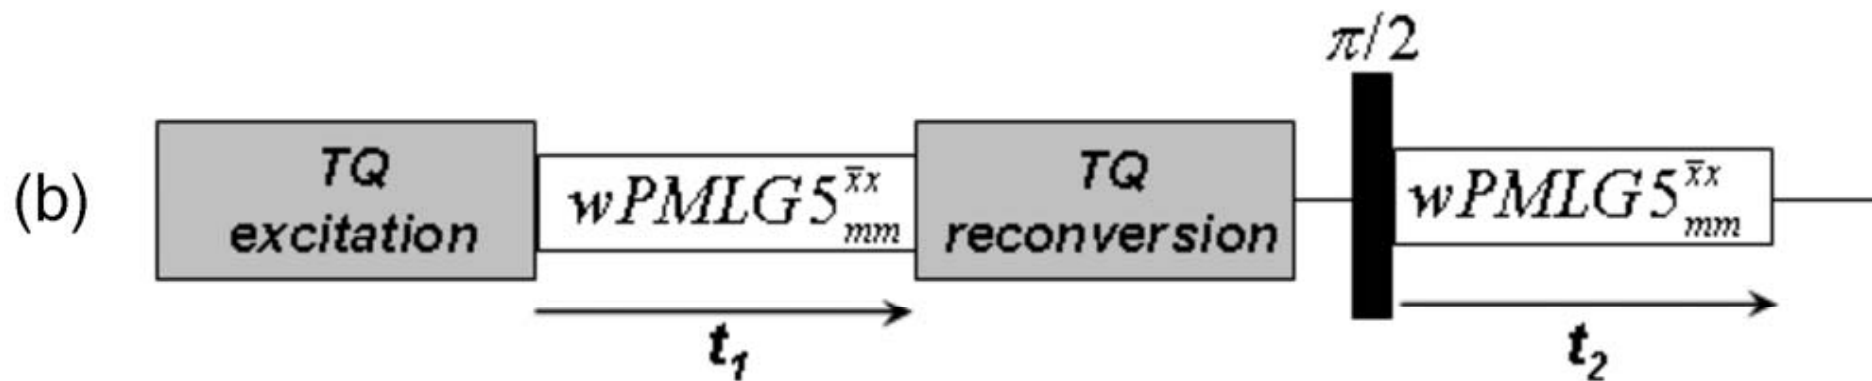 (b)
TQ
excitation
wPMLG5 x̄x mm
TQ
reconversion
π/2
wPMLG5 x̄x mm
t1
t2